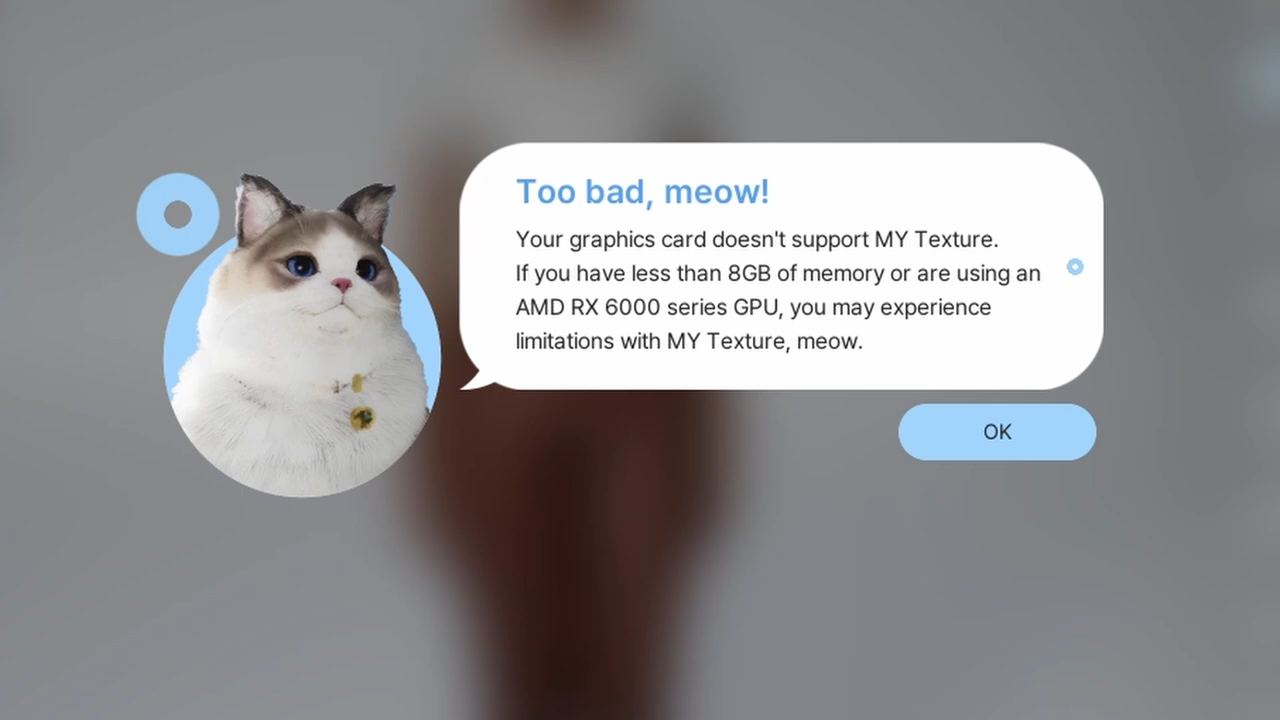 Too bad, meow!
Your graphics card doesn't support MY Texture.
If you have less than 8GB of memory or are using an
AMD RX 6000 series GPU, you may experience
limitations with MY Texture, meow.
OK